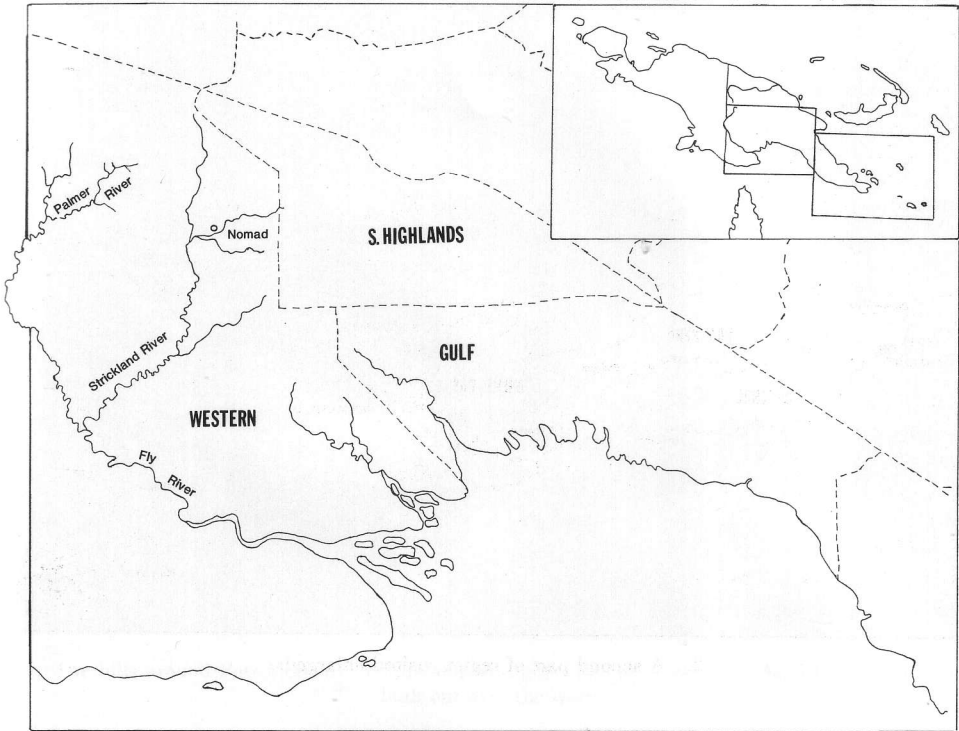 Palmer
River
Nomad
S. HIGHLANDS
Strickland River
GULF
WESTERN
Fly
River